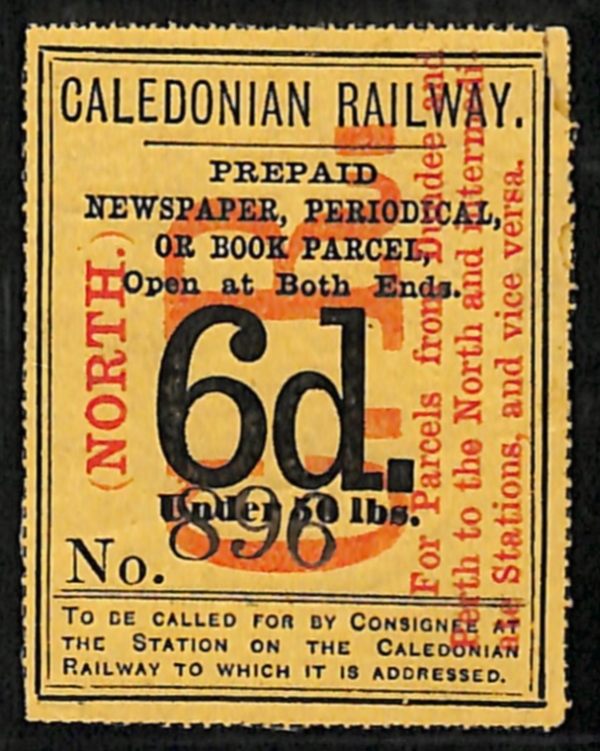 CALEDONIAN RAILWAY.
PREPAID
NEWSPAPER, PERIODICAL,
OR BOOK PARCEL,
Open at Both Ends.
6d.
Under 50 lbs.
No. 896
TO BE CALLED FOR BY CONSIGNEE AT
THE STATION ON THE CALEDONIAN
RAILWAY TO WHICH IT IS ADDRESSED.
(NORTH.)
C.R.
For Parcels from Dundee and
Perth to the North and intermedi-
ate Stations, and vice versa.